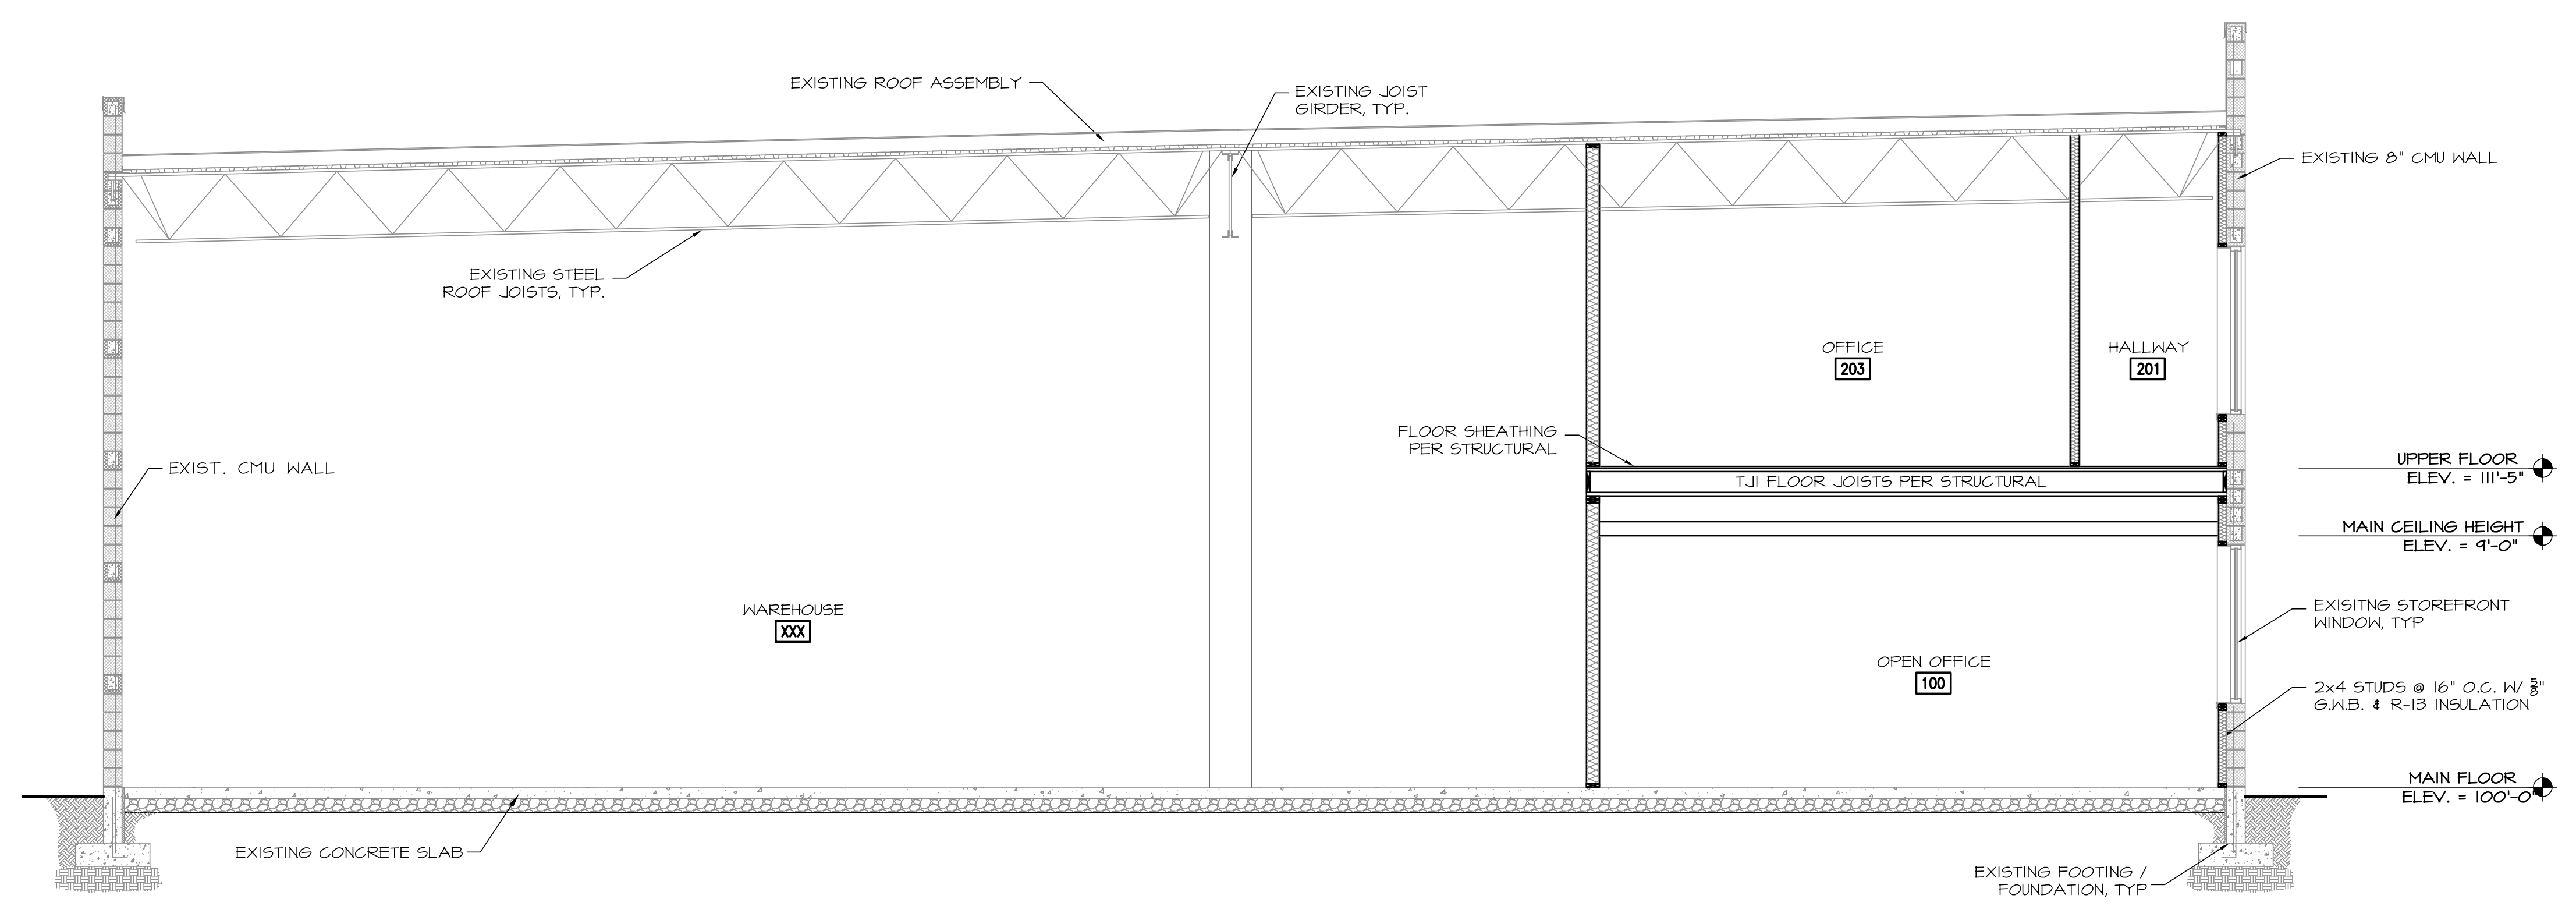 EXISTING ROOF ASSEMBLY
EXISTING JOIST
GIRDER, TYP.
EXISTING 8" CMU WALL
EXISTING STEEL
ROOF JOISTS, TYP.
OFFICE
203
HALLWAY
201
FLOOR SHEATHING
PER STRUCTURAL
EXIST. CMU WALL
UPPER FLOOR
ELEV. = 111'-5"
TJI FLOOR JOISTS PER STRUCTURAL
MAIN CEILING HEIGHT
ELEV. = 9'-0"
WAREHOUSE
XXX
EXISITNG STOREFRONT
WINDOW, TYP
OPEN OFFICE
100
2x4 STUDS @ 16" O.C. W/ 5/8"
G.W.B. & R-13 INSULATION
MAIN FLOOR
ELEV. = 100'-0"
EXISTING CONCRETE SLAB
EXISTING FOOTING /
FOUNDATION, TYP